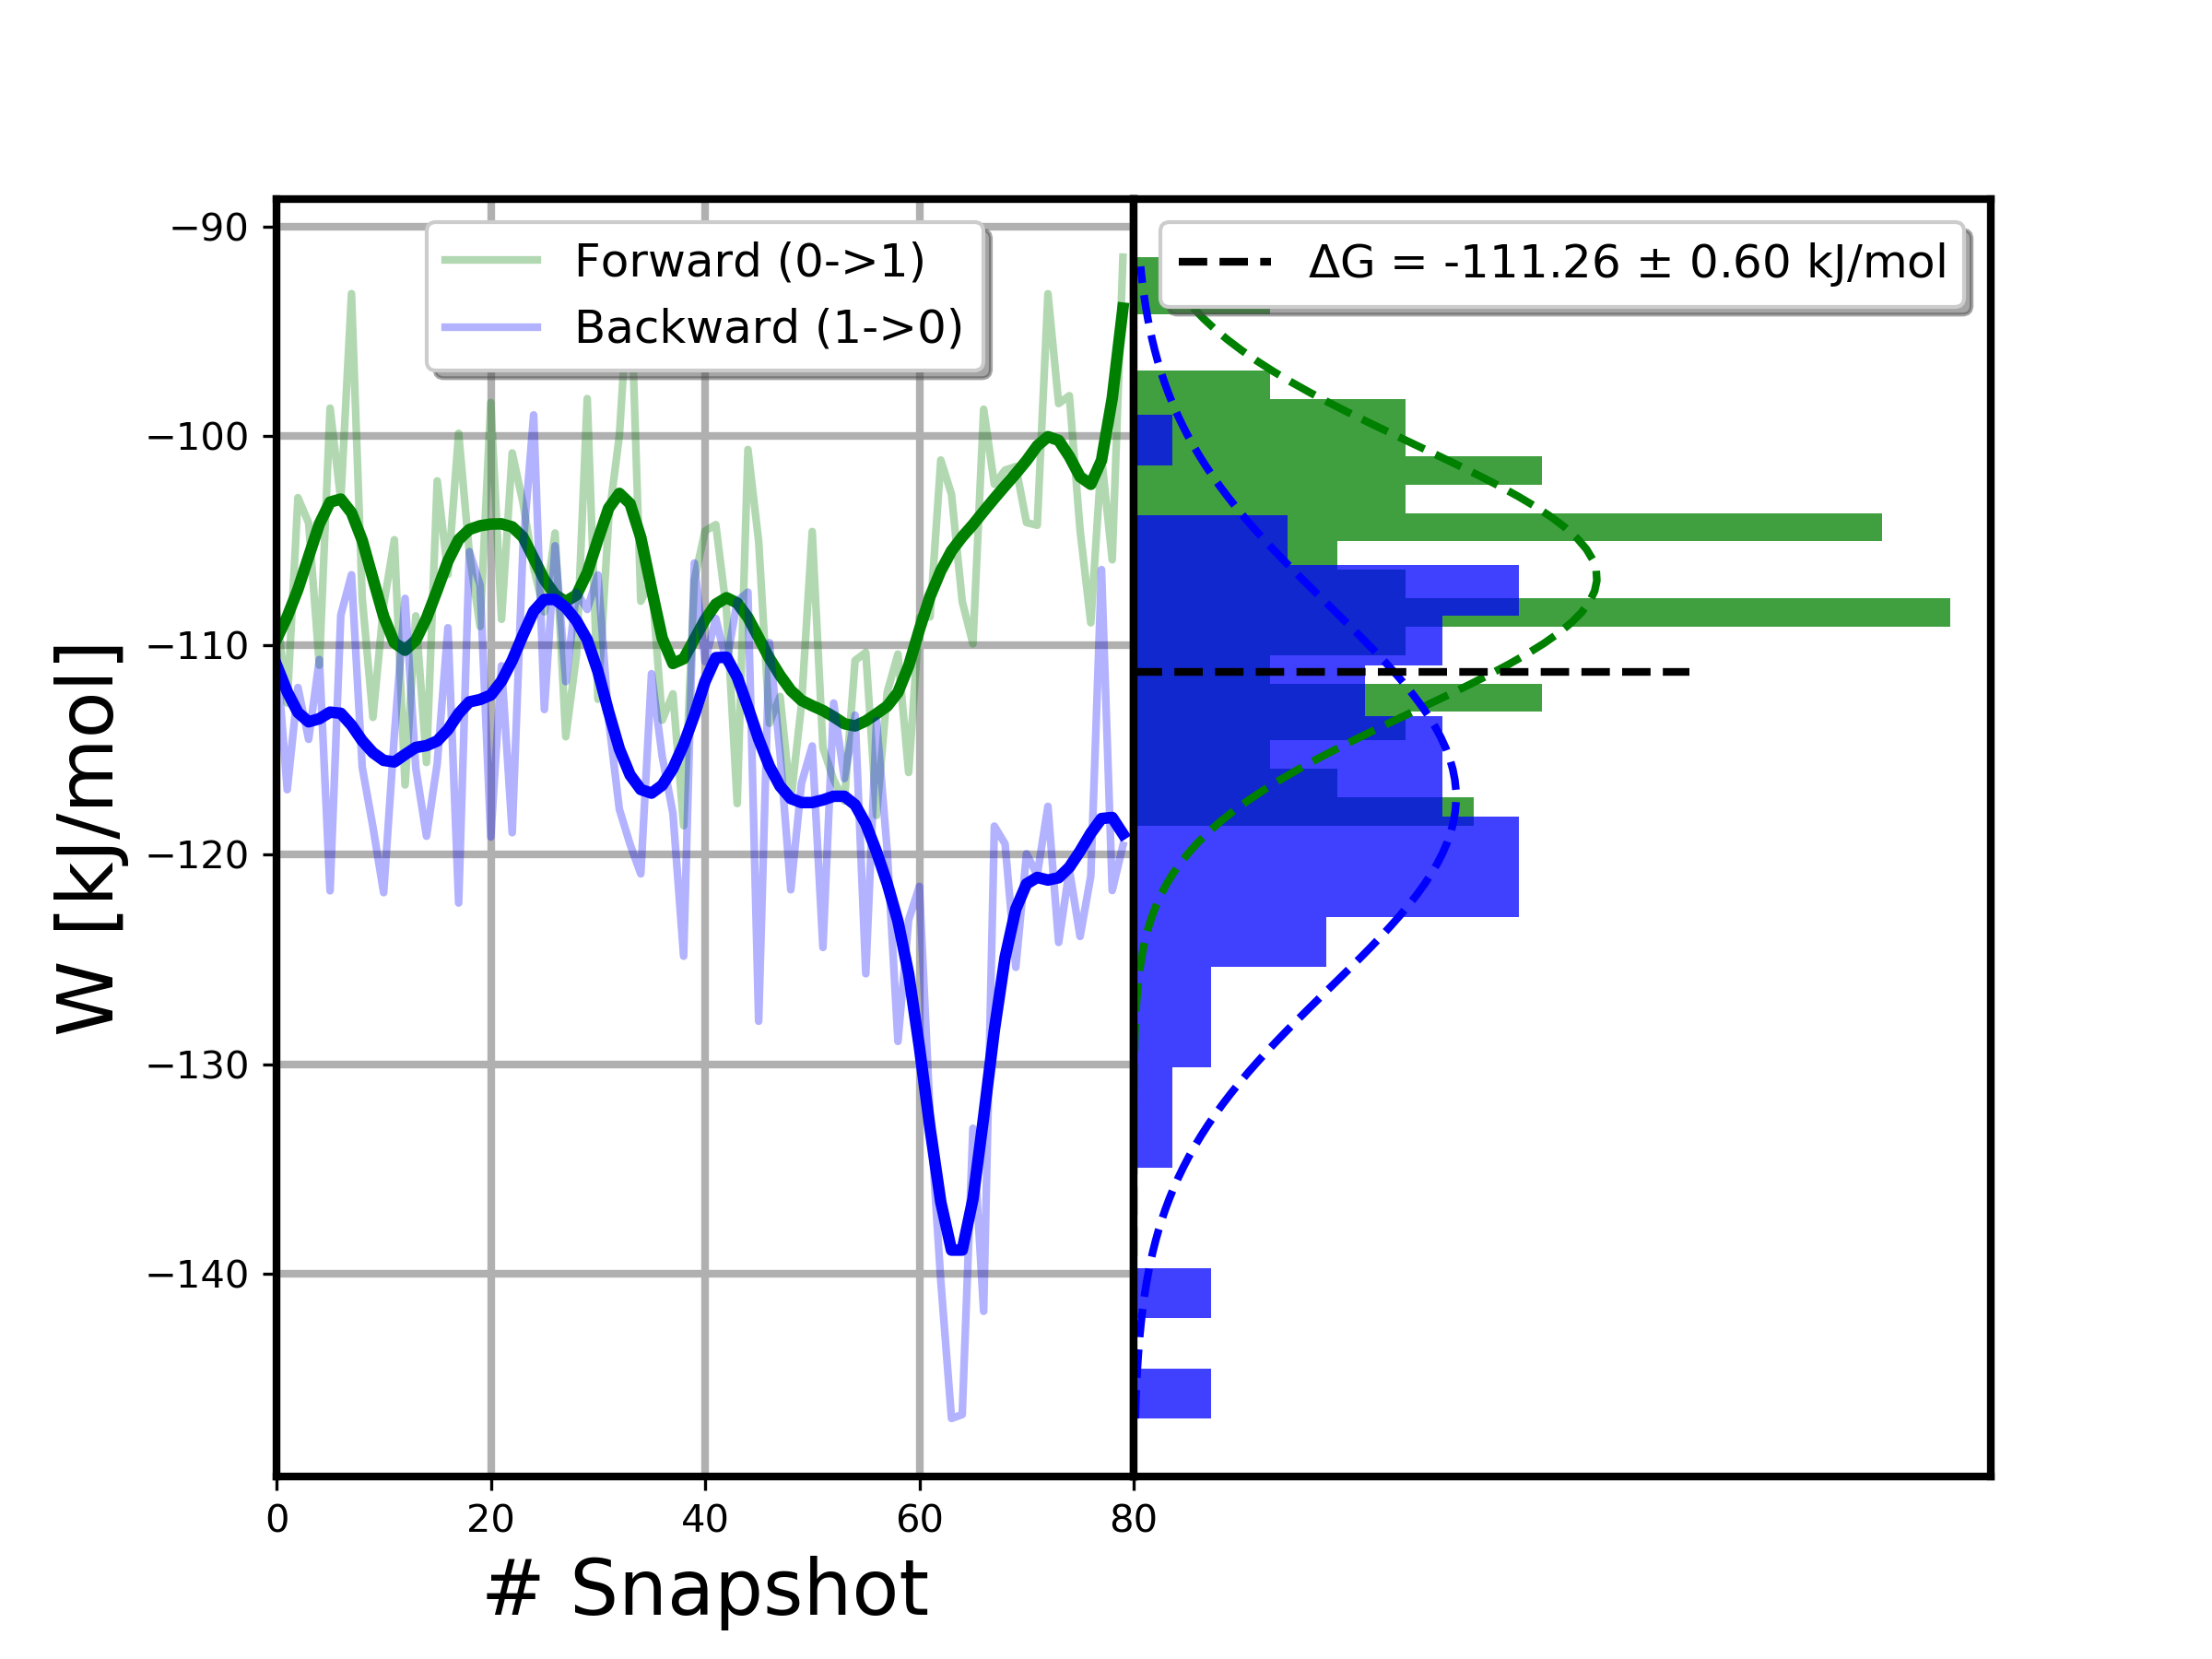 Forward (0->1)
Backward (1->0)
ΔG = -111.26 ± 0.60 kJ/mol
−90
−100
−110
−120
−130
−140
W [kJ/mol]
0
20
40
60
80
# Snapshot